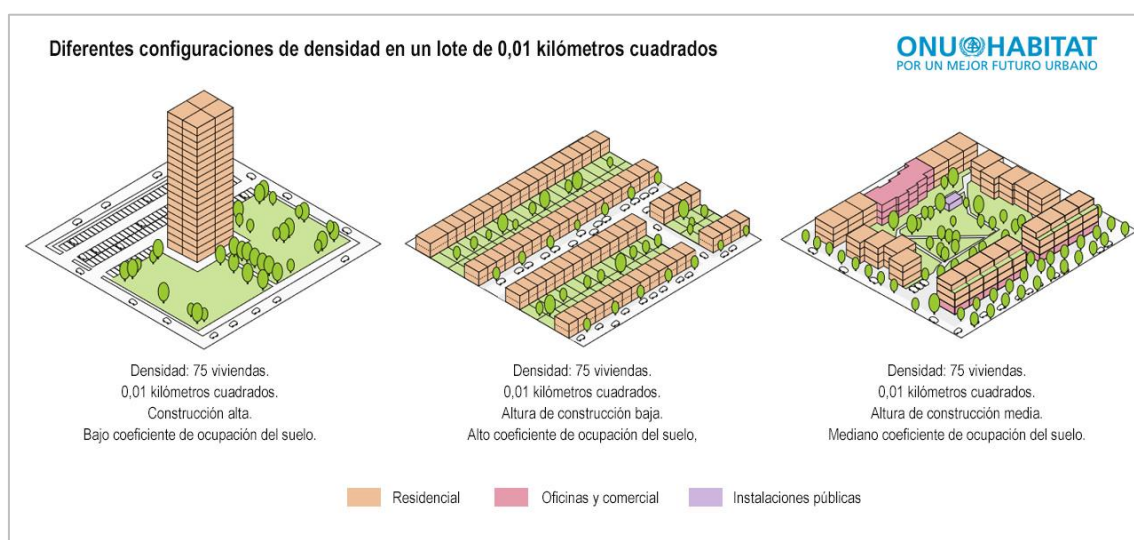 Diferentes configuraciones de densidad en un lote de 0,01 kilómetros cuadrados
ONU HABITAT
POR UN MEJOR FUTURO URBANO
Densidad: 75 viviendas.
0,01 kilómetros cuadrados.
Construcción alta.
Bajo coeficiente de ocupación del suelo.
Densidad: 75 viviendas.
0,01 kilómetros cuadrados.
Altura de construcción baja.
Alto coeficiente de ocupación del suelo,
Densidad: 75 viviendas.
0,01 kilómetros cuadrados.
Altura de construcción media.
Mediano coeficiente de ocupación del suelo.
Residencial
Oficinas y comercial
Instalaciones públicas